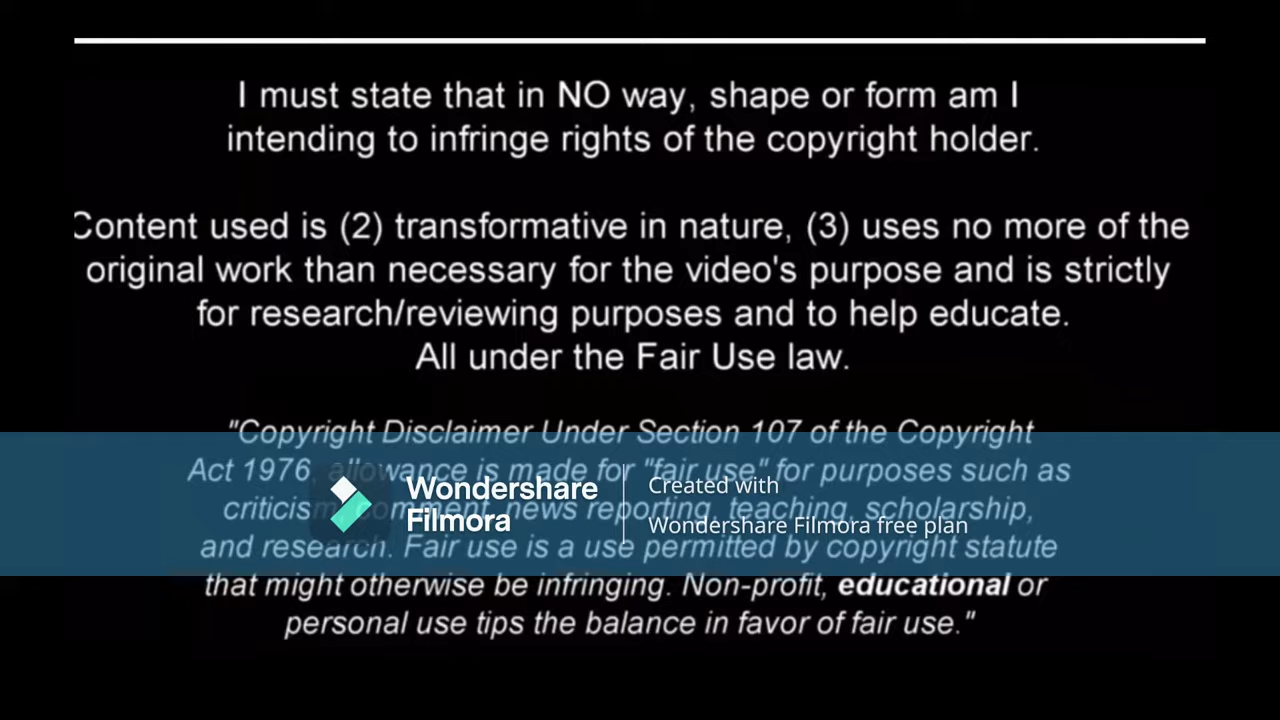 I must state that in NO way, shape or form am I
intending to infringe rights of the copyright holder.
Content used is (2) transformative in nature, (3) uses no more of the
original work than necessary for the video's purpose and is strictly
for research/reviewing purposes and to help educate.
All under the Fair Use law.
"Copyright Disclaimer Under Section 107 of the Copyright
Act 1976, allowance is made for "fair use" for purposes such as
criticism, comment, news reporting, teaching, scholarship,
and research. Fair use is a use permitted by copyright statute
that might otherwise be infringing. Non-profit, educational or
personal use tips the balance in favor of fair use."
Wondershare
Filmora
Created with
Wondershare Filmora free plan